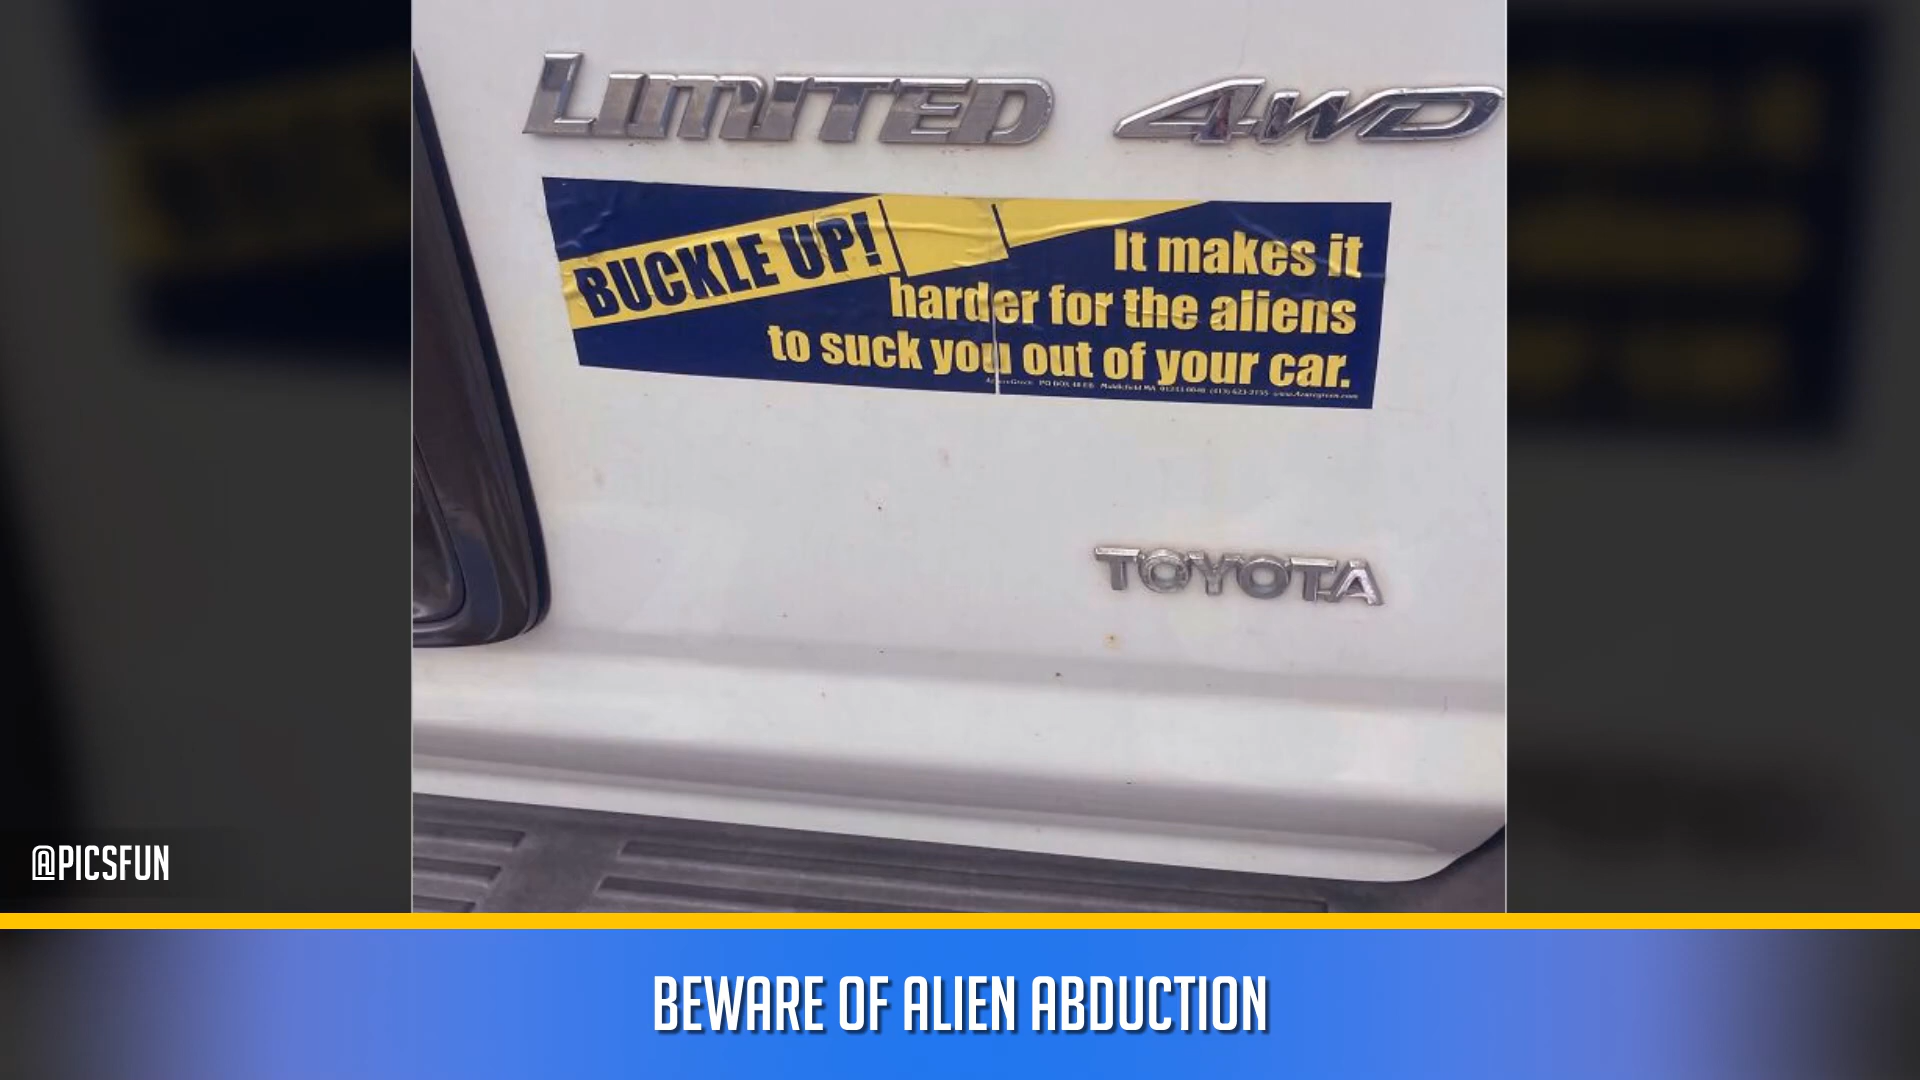 LIMITED 4WD
BUCKLE UP!
It makes it
harder for the aliens
to suck you out of your car.
TOYOTA
@PICSFUN
BEWARE OF ALIEN ABDUCTION